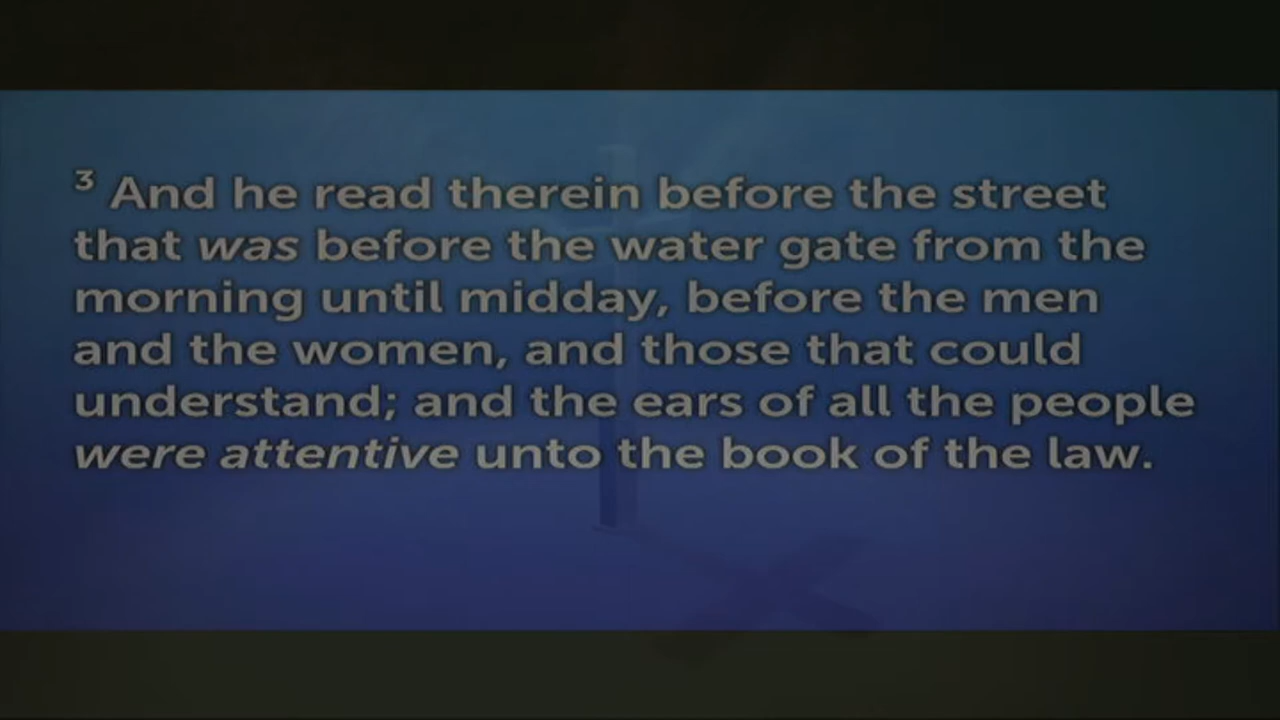 3 And he read therein before the street
that was before the water gate from the
morning until midday, before the men
and the women, and those that could
understand; and the ears of all the people
were attentive unto the book of the law.